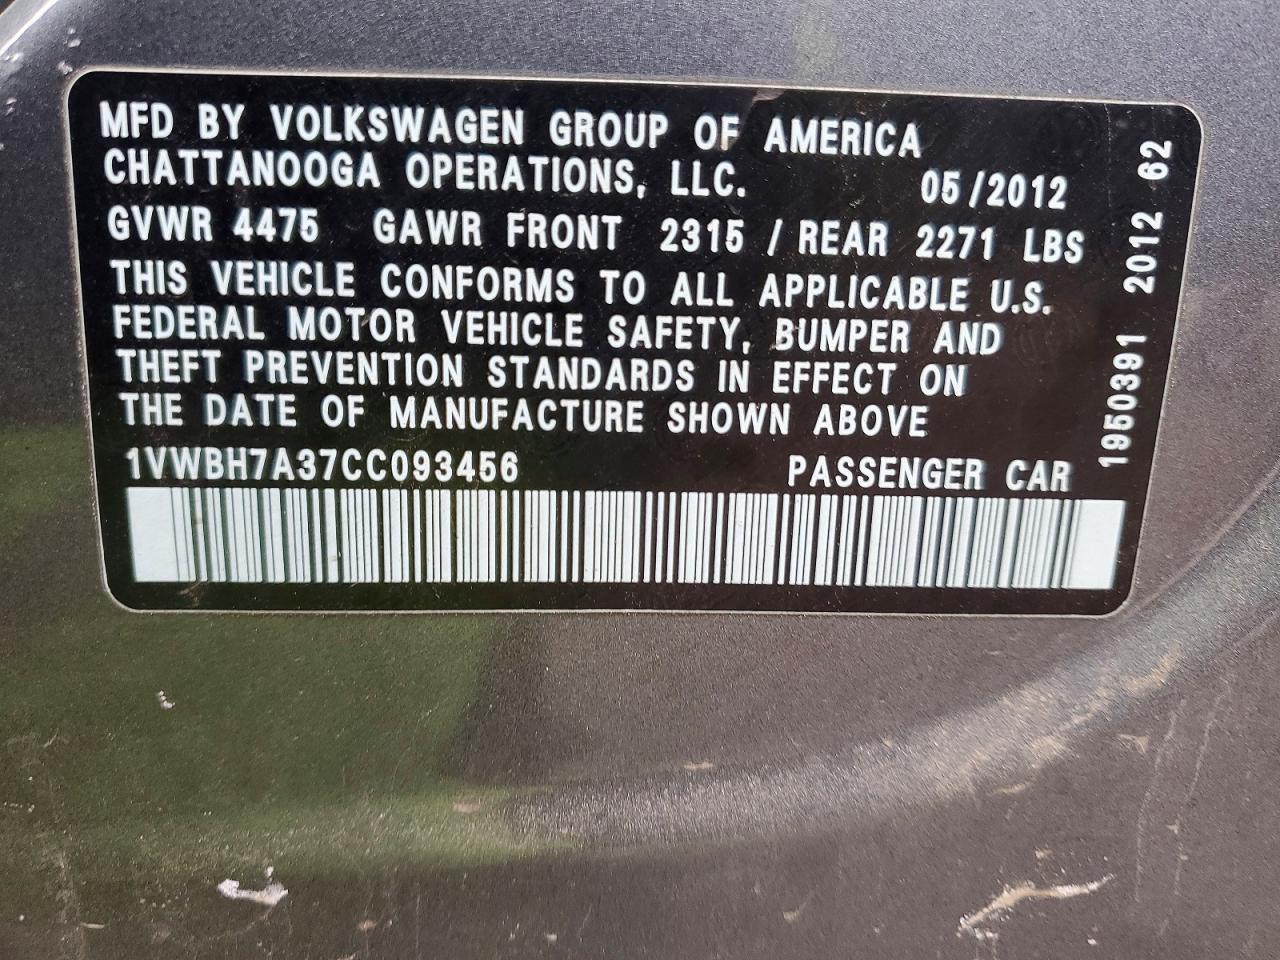 MFD BY VOLKSWAGEN GROUP OF AMERICA
CHATTANOOGA OPERATIONS, LLC. 05/2012
GVWR 4475 GAWR FRONT 2315 / REAR 2271 LBS
THIS VEHICLE CONFORMS TO ALL APPLICABLE U.S.
FEDERAL MOTOR VEHICLE SAFETY, BUMPER AND
THEFT PREVENTION STANDARDS IN EFFECT ON
THE DATE OF MANUFACTURE SHOWN ABOVE
1VWBH7A37CC093456 PASSENGER CAR
1950391 2012 62